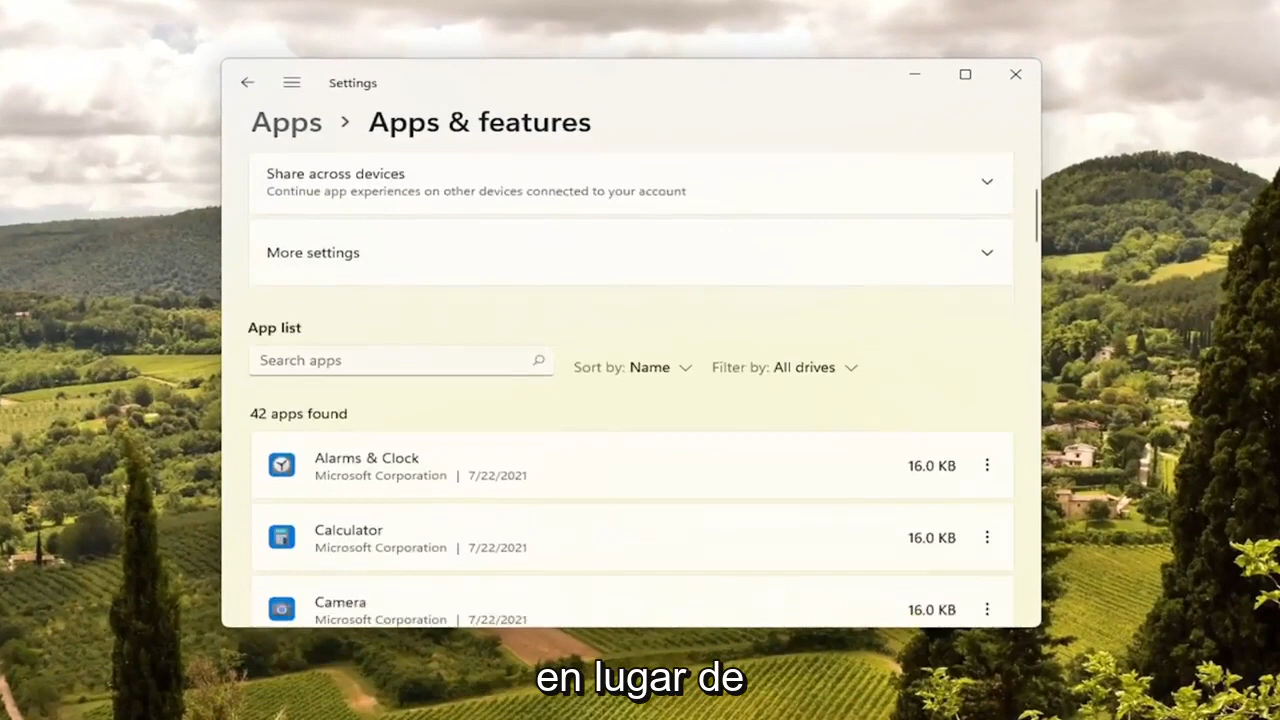 Settings
Apps > Apps & features
Share across devices
Continue app experiences on other devices connected to your account
More settings
App list
Search apps
Sort by: Name
Filter by: All drives
42 apps found
Alarms & Clock
Microsoft Corporation | 7/22/2021
16.0 KB
Calculator
Microsoft Corporation | 7/22/2021
16.0 KB
Camera
Microsoft Corporation | 7/22/2021
16.0 KB
en lugar de